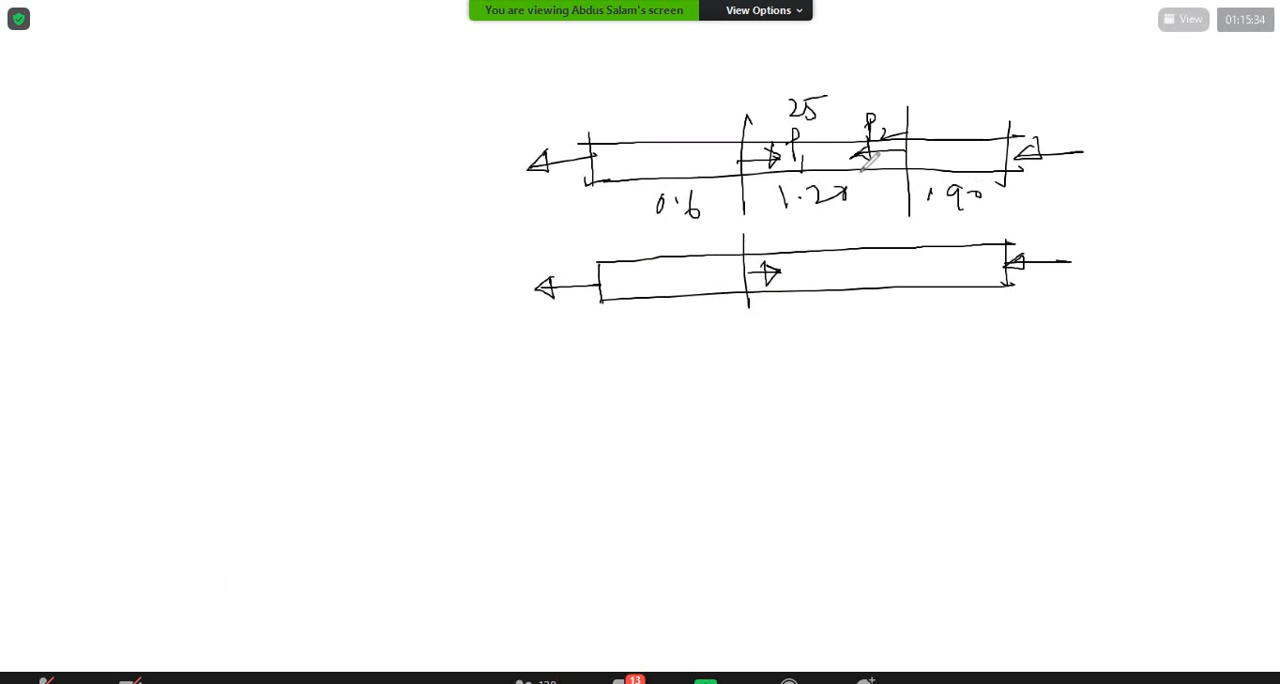 You are viewing Abdus Salam's screen View Options
View 01:15:34
25
P1 P2
0.6 1.20 .90
13